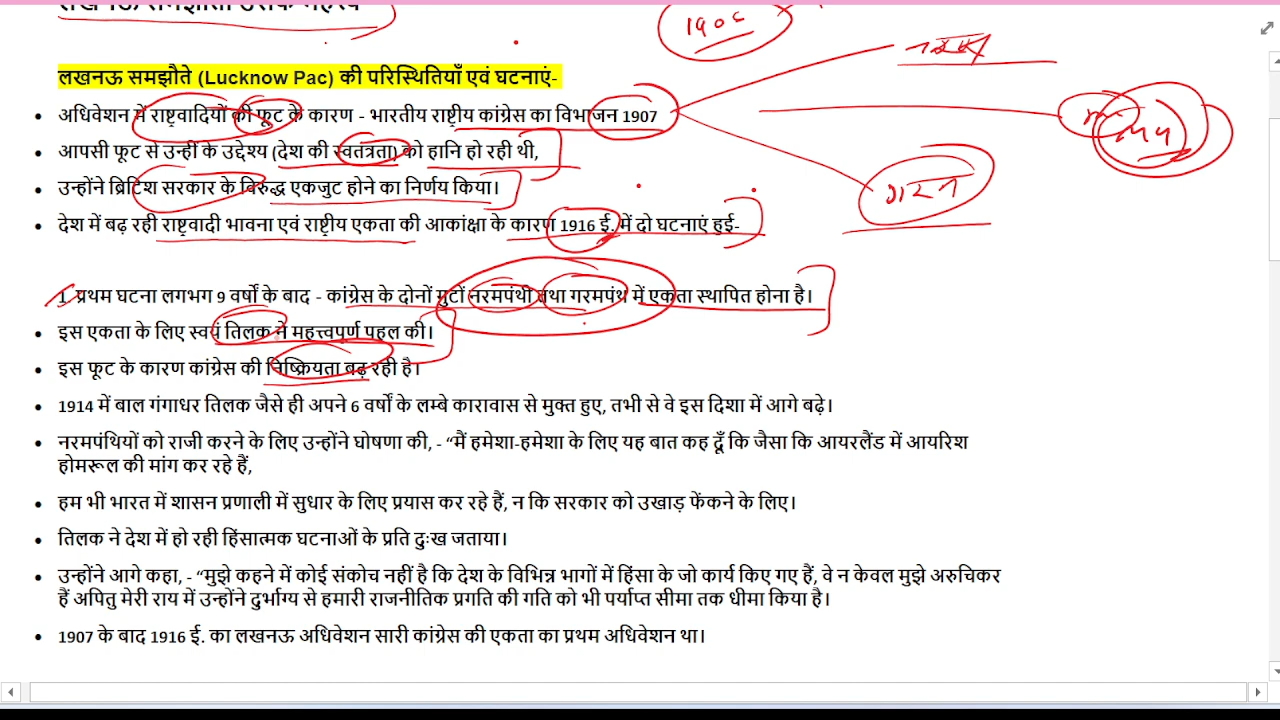 लखनऊ समझौता उसके महत्व
1906
लखनऊ समझौते (Lucknow Pac) की परिस्थितियाँ एवं घटनाएं-
• अधिवेशन में राष्ट्रवादियों की फूट के कारण - भारतीय राष्ट्रीय कांग्रेस का विभाजन 1907
• आपसी फूट से उन्हीं के उद्देश्य (देश की स्वतंत्रता) को हानि हो रही थी,
• उन्होंने ब्रिटिश सरकार के विरुद्ध एकजुट होने का निर्णय किया।
गरम
• देश में बढ़ रही राष्ट्रवादी भावना एवं राष्ट्रीय एकता की आकांक्षा के कारण 1916 ई. में दो घटनाएं हुई-
1. प्रथम घटना लगभग 9 वर्षों के बाद - कांग्रेस के दोनों गुटों नरमपंथी तथा गरमपंथ में एकता स्थापित होना है।
• इस एकता के लिए स्वयं तिलक ने महत्त्वपूर्ण पहल की।
• इस फूट के कारण कांग्रेस की निष्क्रियता बढ़ रही है।
• 1914 में बाल गंगाधर तिलक जैसे ही अपने 6 वर्षों के लम्बे कारावास से मुक्त हुए, तभी से वे इस दिशा में आगे बढ़े।
• नरमपंथियों को राजी करने के लिए उन्होंने घोषणा की, - “मैं हमेशा-हमेशा के लिए यह बात कह दूँ कि जैसा कि आयरलैंड में आयरिश
होमरूल की मांग कर रहे हैं,
• हम भी भारत में शासन प्रणाली में सुधार के लिए प्रयास कर रहे हैं, न कि सरकार को उखाड़ फेंकने के लिए।
• तिलक ने देश में हो रही हिंसात्मक घटनाओं के प्रति दुःख जताया।
• उन्होंने आगे कहा, - “मुझे कहने में कोई संकोच नहीं है कि देश के विभिन्न भागों में हिंसा के जो कार्य किए गए हैं, वे न केवल मुझे अरुचिकर
हैं अपितु मेरी राय में उन्होंने दुर्भाग्य से हमारी राजनीतिक प्रगति की गति को भी पर्याप्त सीमा तक धीमा किया है।
• 1907 के बाद 1916 ई. का लखनऊ अधिवेशन सारी कांग्रेस की एकता का प्रथम अधिवेशन था।